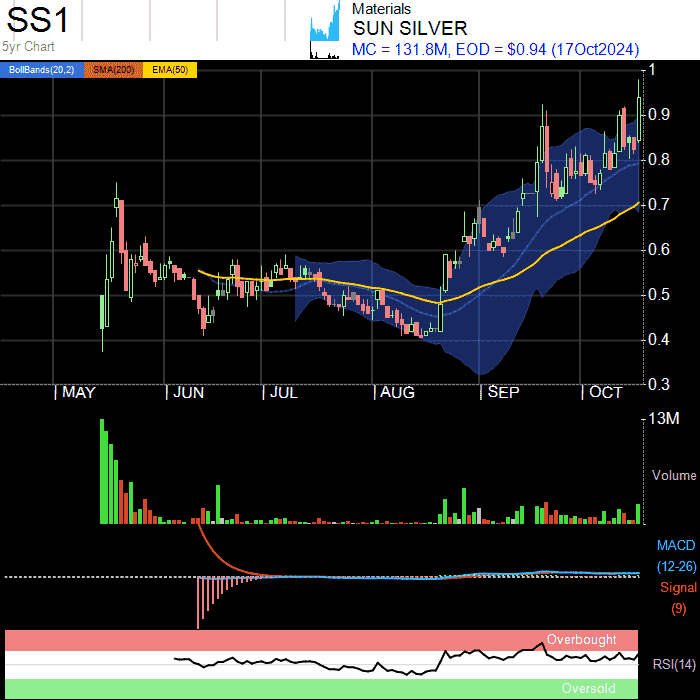 SS1
5yr Chart
Materials
SUN SILVER
MC = 131.8M, EOD = $0.94 (17Oct2024)
BollBands(20,2) SMA(200) EMA(50)
1
0.9
0.8
0.7
0.6
0.5
0.4
0.3
MAY JUN JUL AUG SEP OCT
13M
Volume
MACD
(12-26)
Signal
(9)
Overbought
RSI(14)
Oversold